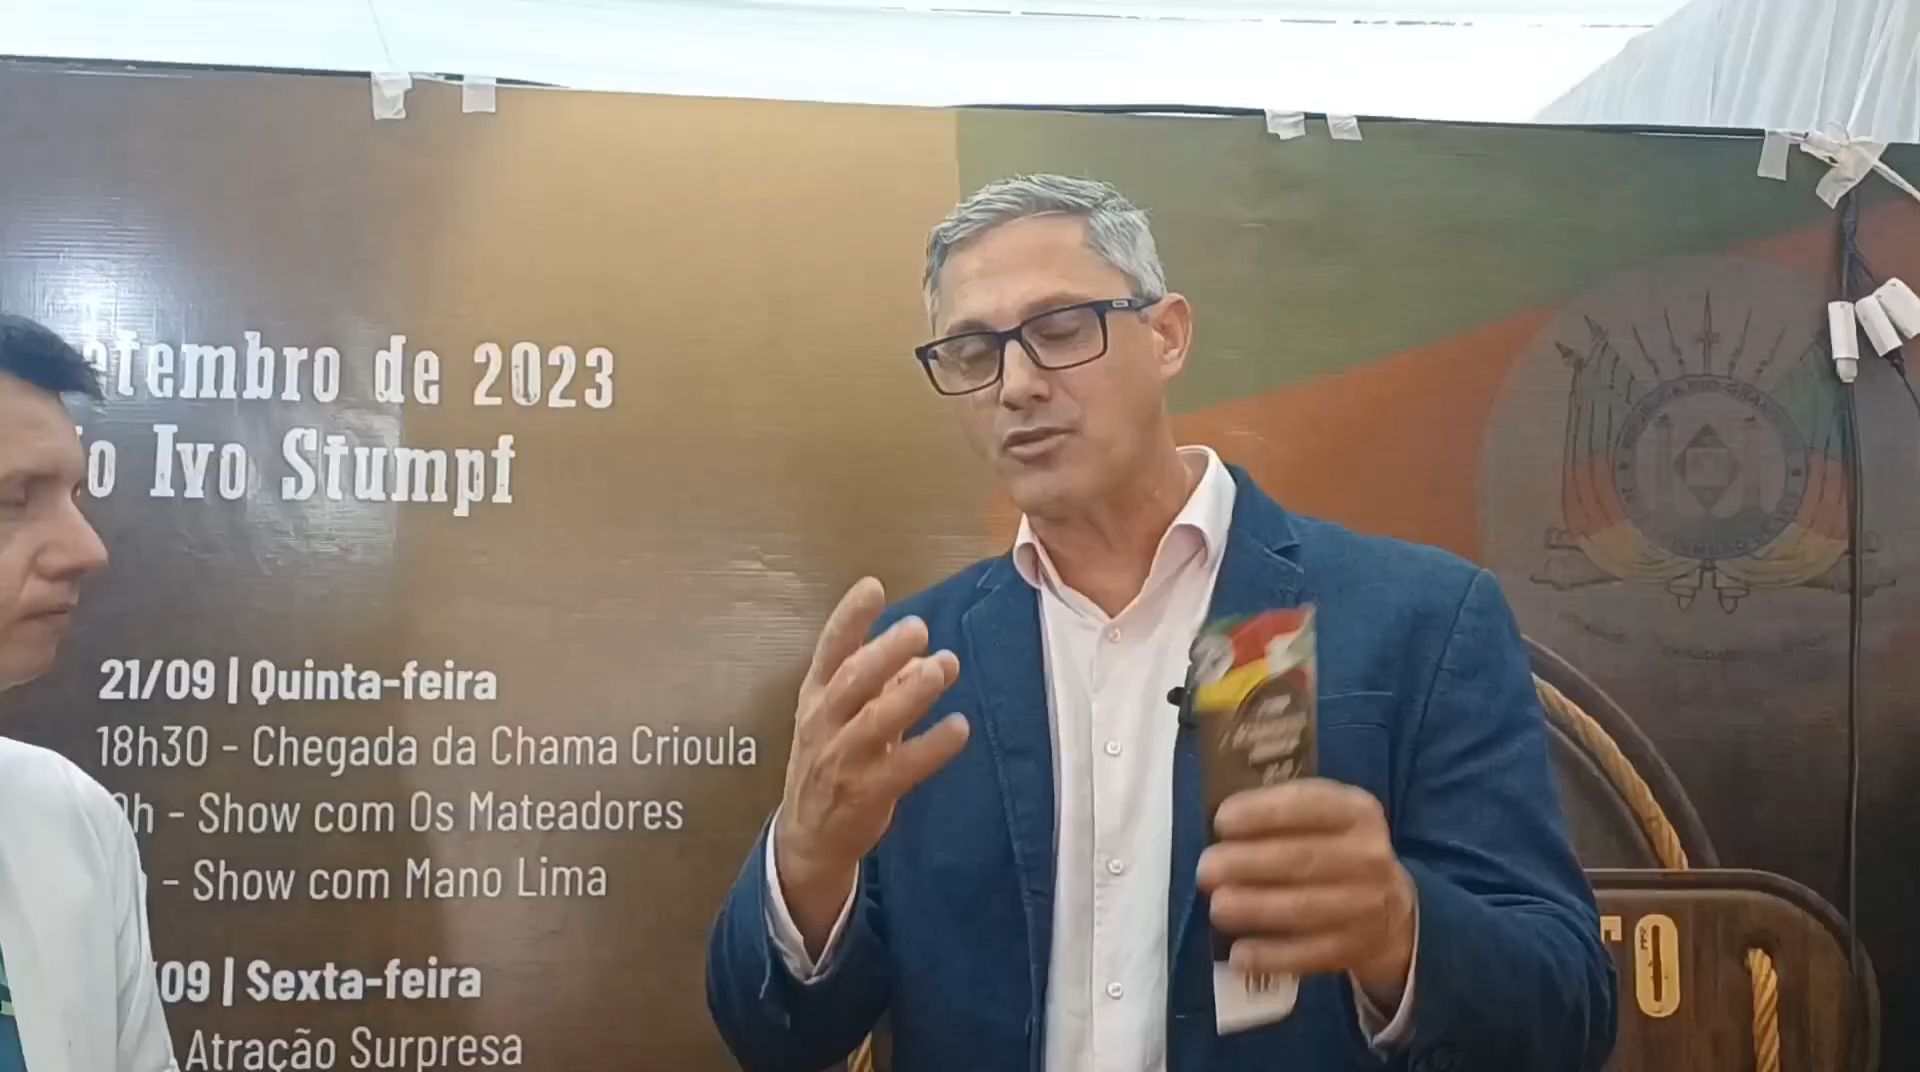 etembro de 2023
o Ivo Stumpf
21/09 | Quinta-feira
18h30 - Chegada da Chama Crioula
h - Show com Os Mateadores
- Show com Mano Lima
/09 | Sexta-feira
Atração Surpresa